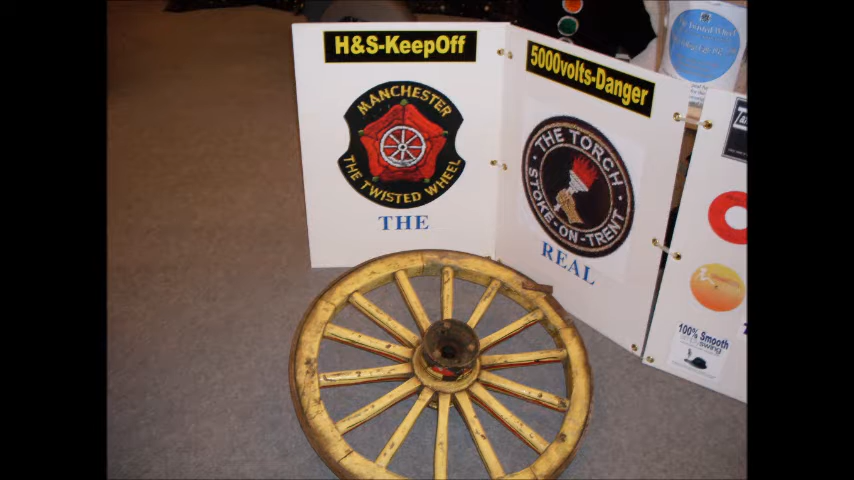 H&S-KeepOff
MANCHESTER
THE TWISTED WHEEL
THE
5000volts-Danger
THE TORCH
STOKE-ON-TRENT
REAL
100% Smooth